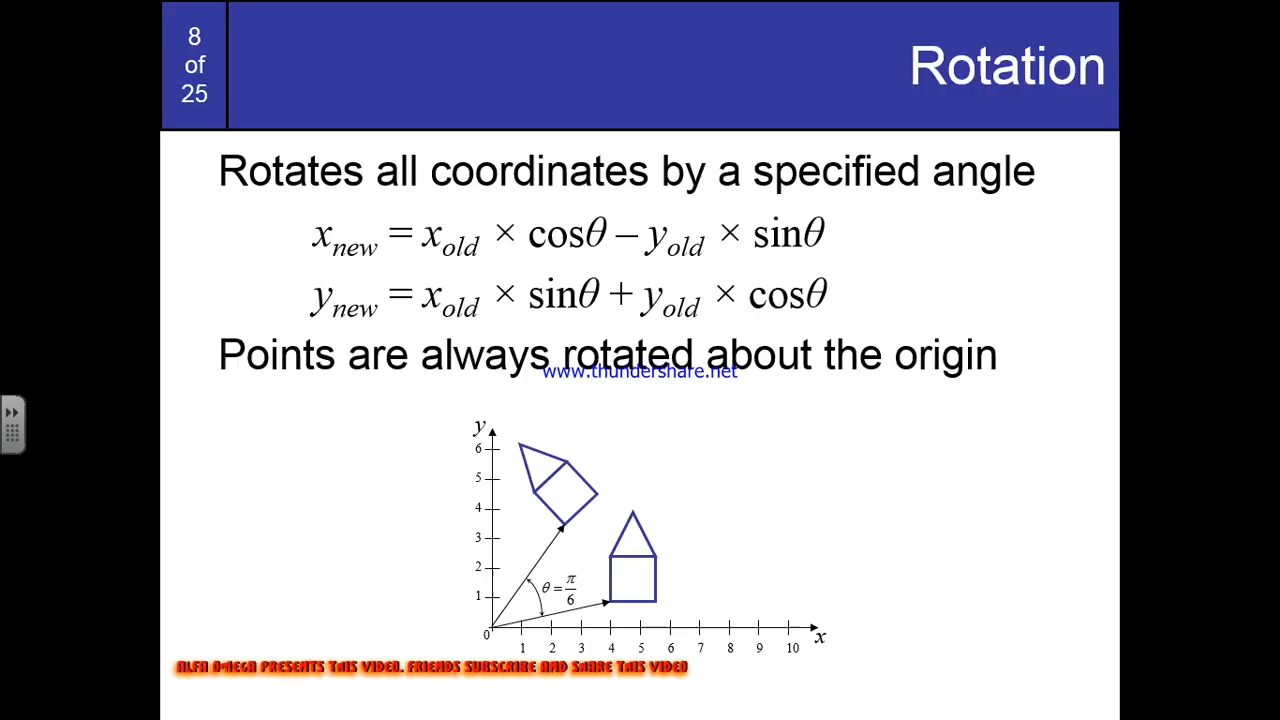 8
of
25
Rotation
Rotates all coordinates by a specified angle
x_new = x_old × cosθ – y_old × sinθ
y_new = x_old × sinθ + y_old × cosθ
Points are always rotated about the origin
www.thundershare.net
y
6
5
4
3
2
1
θ = π/6
0
1 2 3 4 5 6 7 8 9 10 x
ALFA OMEGA PRESENTS THIS VIDEO. FRIENDS SUBSCRIBE AND SHARE THIS VIDEO